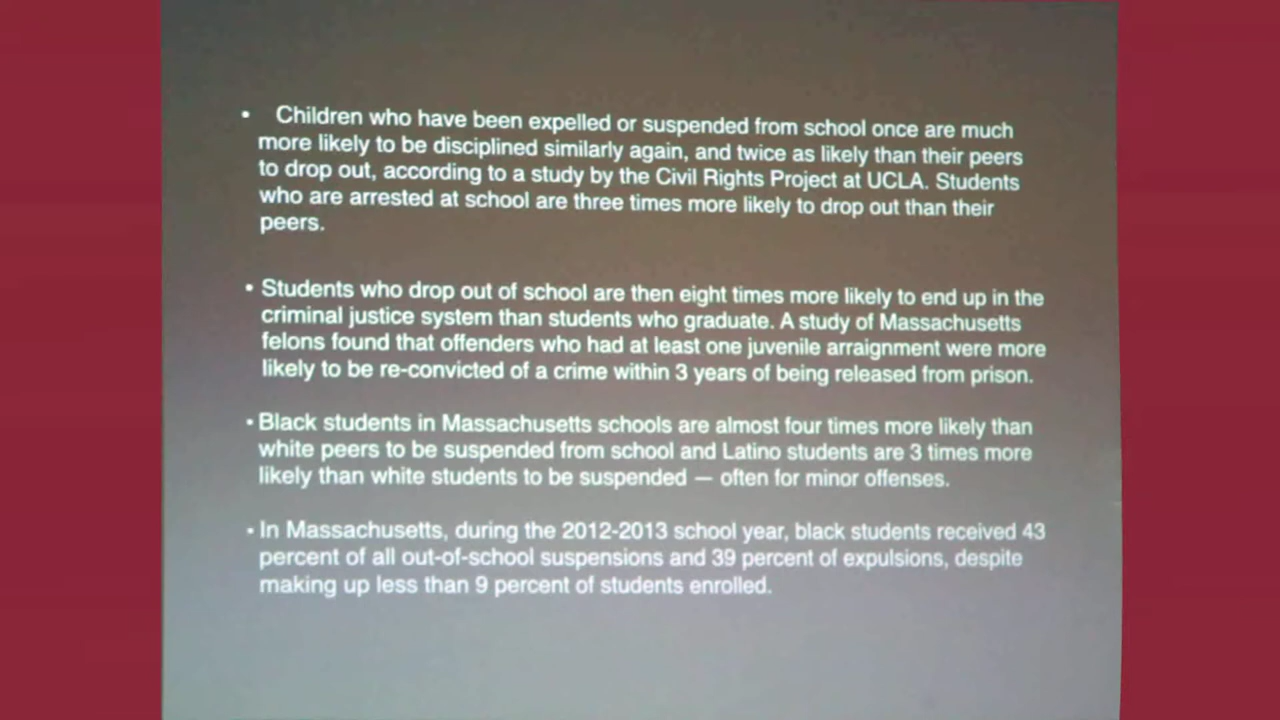 • Children who have been expelled or suspended from school once are much
more likely to be disciplined similarly again, and twice as likely than their peers
to drop out, according to a study by the Civil Rights Project at UCLA. Students
who are arrested at school are three times more likely to drop out than their
peers.
• Students who drop out of school are then eight times more likely to end up in the
criminal justice system than students who graduate. A study of Massachusetts
felons found that offenders who had at least one juvenile arraignment were more
likely to be re-convicted of a crime within 3 years of being released from prison.
• Black students in Massachusetts schools are almost four times more likely than
white peers to be suspended from school and Latino students are 3 times more
likely than white students to be suspended — often for minor offenses.
• In Massachusetts, during the 2012-2013 school year, black students received 43
percent of all out-of-school suspensions and 39 percent of expulsions, despite
making up less than 9 percent of students enrolled.